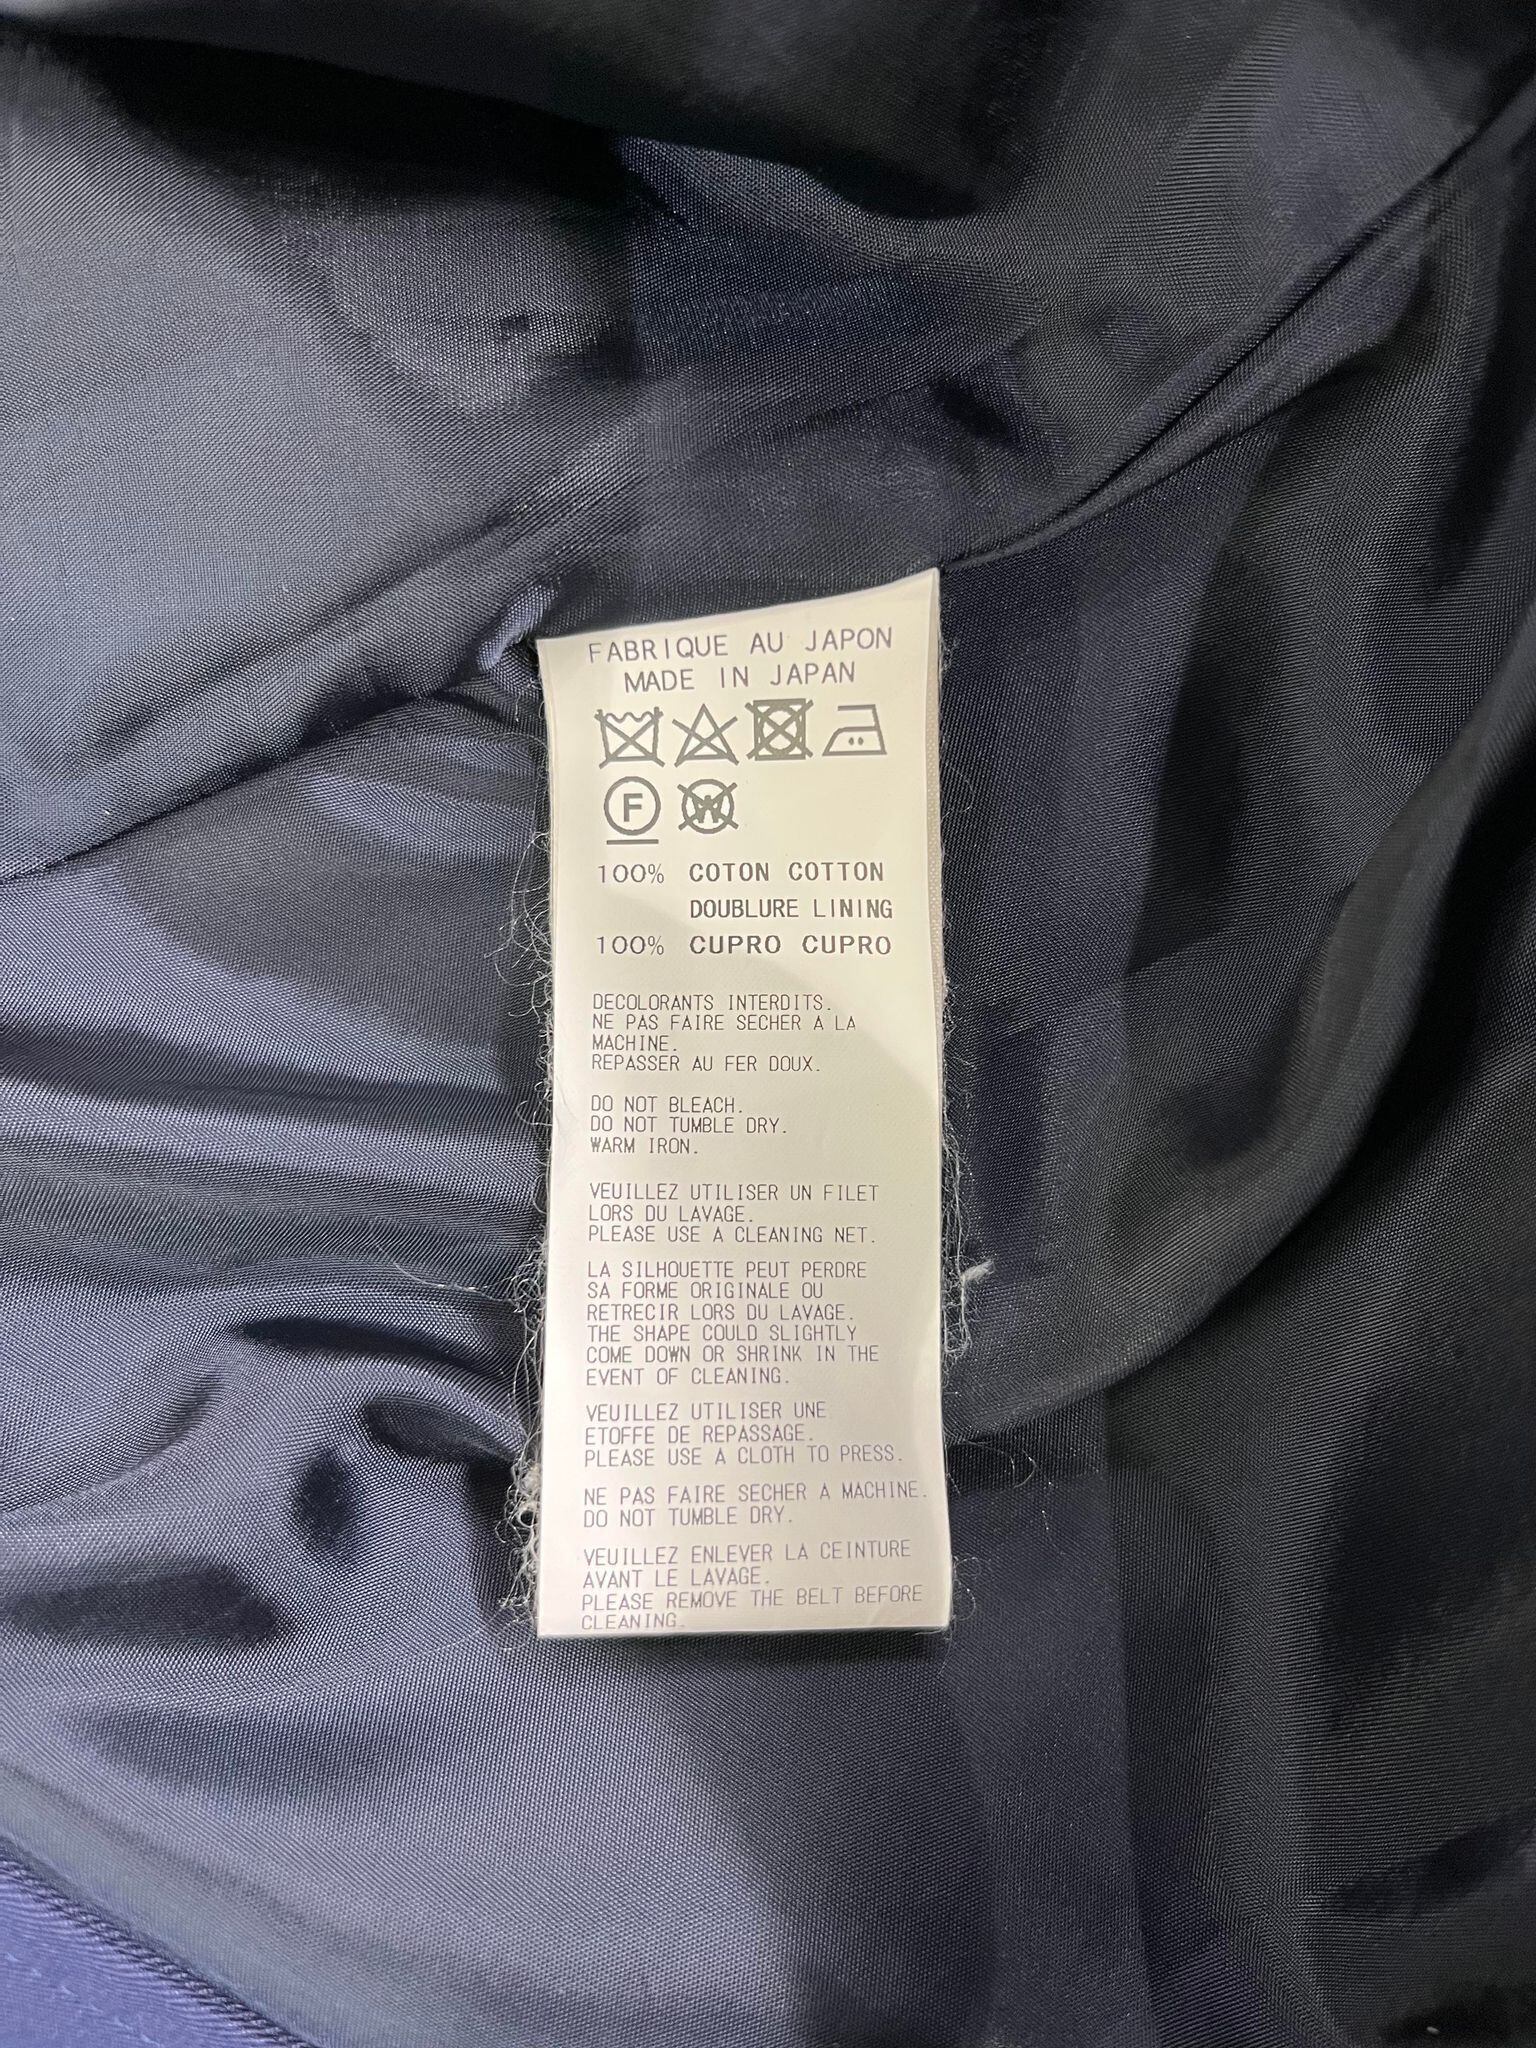 FABRIQUE AU JAPON
MADE IN JAPAN
F W
100% COTON COTTON
DOUBLURE LINING
100% CUPRO CUPRO
DECOLORANTS INTERDITS.
NE PAS FAIRE SECHER A LA
MACHINE.
REPASSER AU FER DOUX.
DO NOT BLEACH.
DO NOT TUMBLE DRY.
WARM IRON.
VEUILLEZ UTILISER UN FILET
LORS DU LAVAGE.
PLEASE USE A CLEANING NET.
LA SILHOUETTE PEUT PERDRE
SA FORME ORIGINALE OU
RETRECIR LORS DU LAVAGE.
THE SHAPE COULD SLIGHTLY
COME DOWN OR SHRINK IN THE
EVENT OF CLEANING.
VEUILLEZ UTILISER UNE
ETOFFE DE REPASSAGE.
PLEASE USE A CLOTH TO PRESS.
NE PAS FAIRE SECHER A MACHINE.
DO NOT TUMBLE DRY.
VEUILLEZ ENLEVER LA CEINTURE
AVANT LE LAVAGE.
PLEASE REMOVE THE BELT BEFORE
CLEANING.